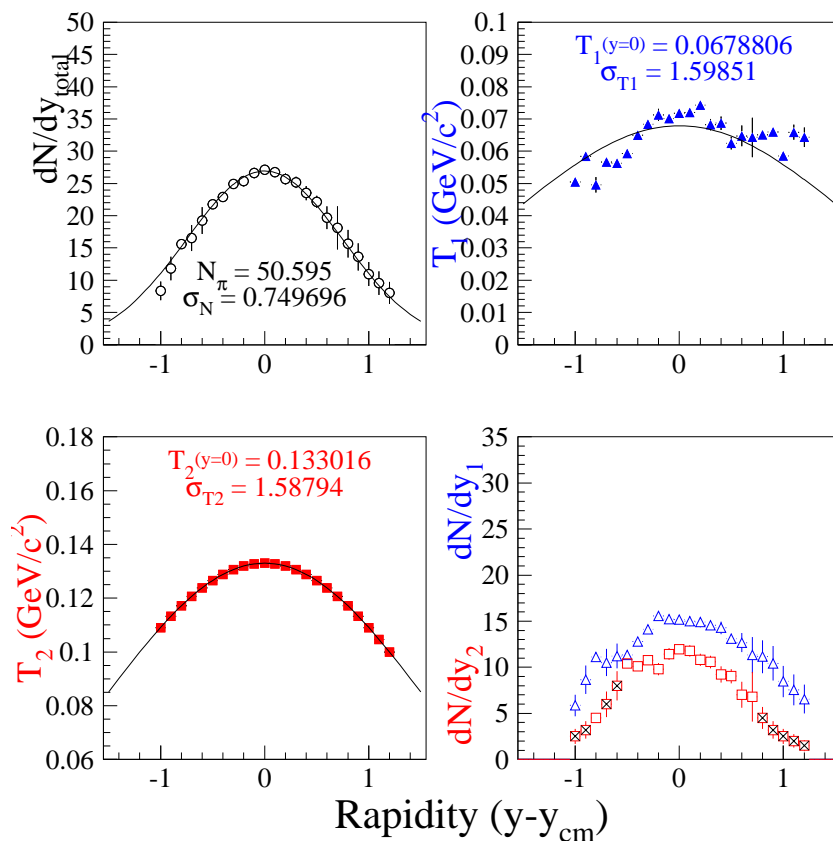 dN/dy_total
50
45
40
35
30
25
20
15
10
5
0
N_π = 50.595
σ_N = 0.749696
-1 0 1
T_1 (GeV/c²)
0.1
0.09
0.08
0.07
0.06
0.05
0.04
0.03
0.02
0.01
0
T_1(y=0) = 0.0678806
σ_T1 = 1.59851
-1 0 1
T_2 (GeV/c²)
0.18
0.16
0.14
0.12
0.1
0.08
0.06
T_2(y=0) = 0.133016
σ_T2 = 1.58794
-1 0 1
dN/dy_2 dN/dy_1
35
30
25
20
15
10
5
0
-1 0 1
Rapidity (y-y_cm)